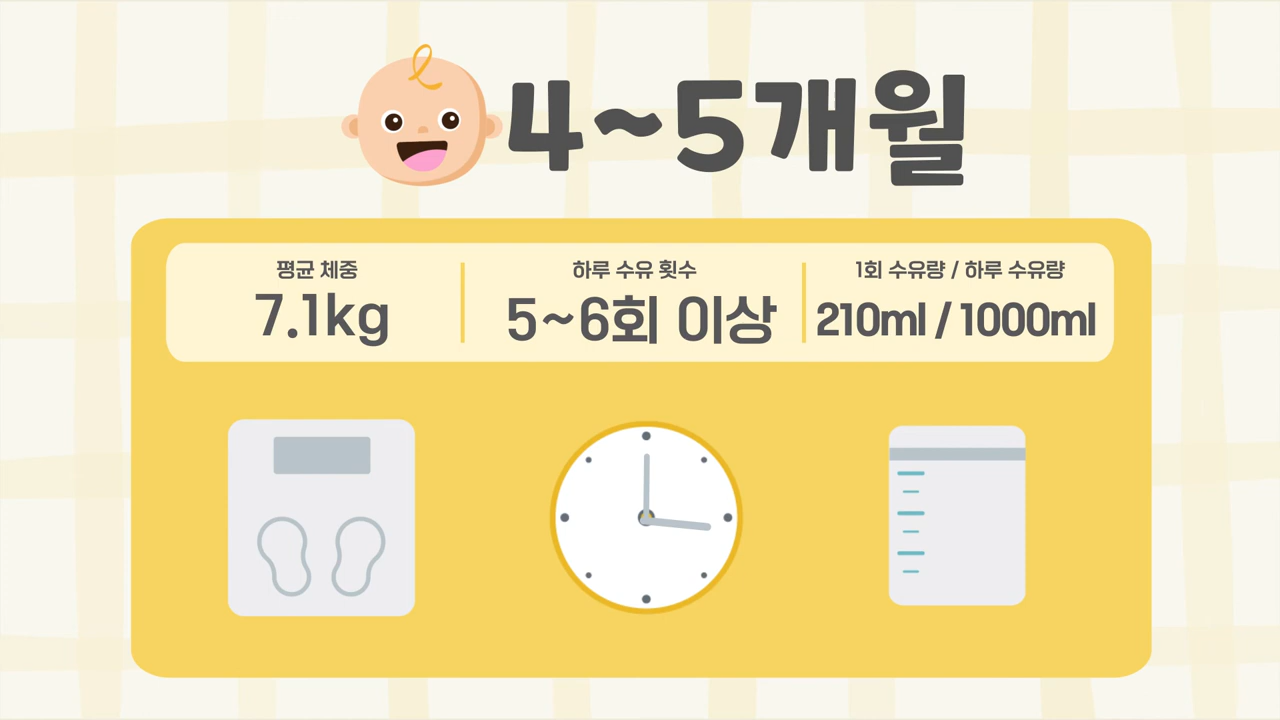 4~5개월
평균 체중
7.1kg
하루 수유 횟수
5~6회 이상
1회 수유량 / 하루 수유량
210ml / 1000ml